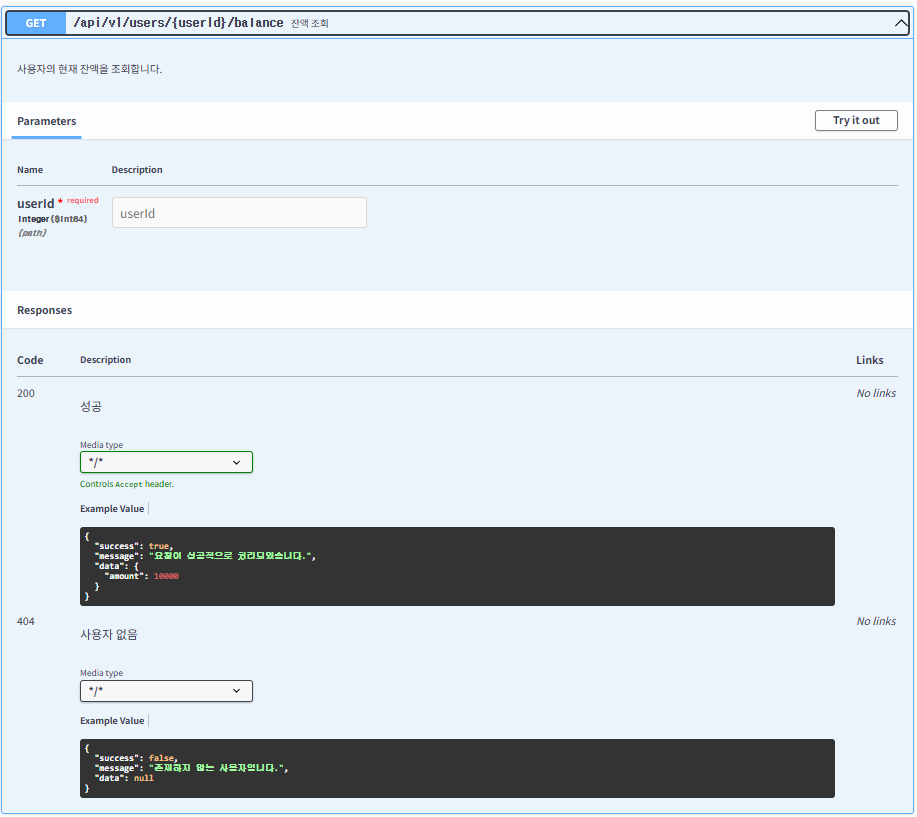 GET /api/v1/users/{userId}/balance 잔액 조회
사용자의 현재 잔액을 조회합니다.
Parameters
Try it out
Name Description
userId * required
integer($int64)
(path)
userId
Responses
Code Description Links
200 No links
성공
Media type
*/*
Controls Accept header.
Example Value
{
"success": true,
"message": "요청이 성공적으로 처리되었습니다.",
"data": {
"amount": 10000
}
}
404 No links
사용자 없음
Media type
*/*
Example Value
{
"success": false,
"message": "존재하지 않는 사용자입니다.",
"data": null
}